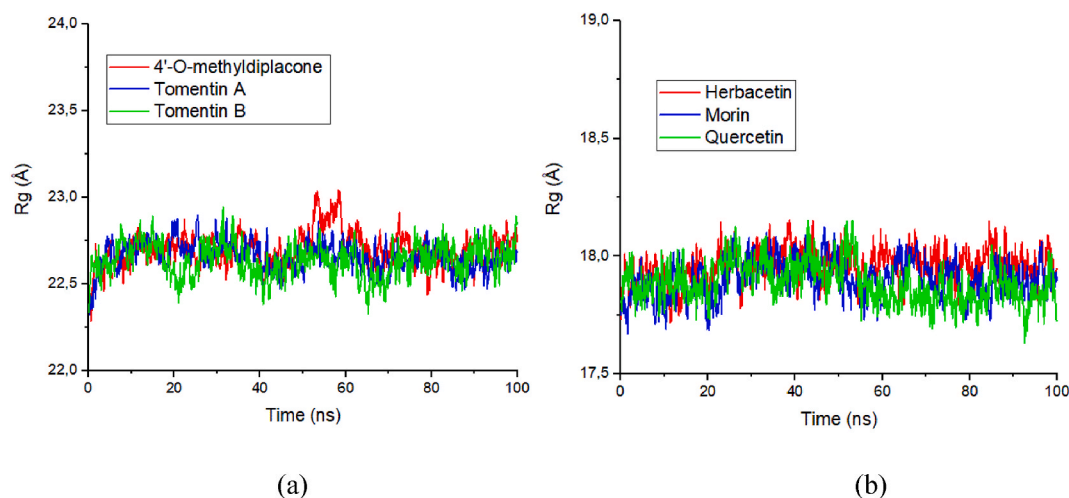 24,0
23,5
23,0
22,5
22,0
Rg (Å)
4'-O-methyldiplacone
Tomentin A
Tomentin B
0 20 40 60 80 100
Time (ns)
(a)
19,0
18,5
18,0
17,5
Rg (Å)
Herbacetin
Morin
Quercetin
0 20 40 60 80 100
Time (ns)
(b)